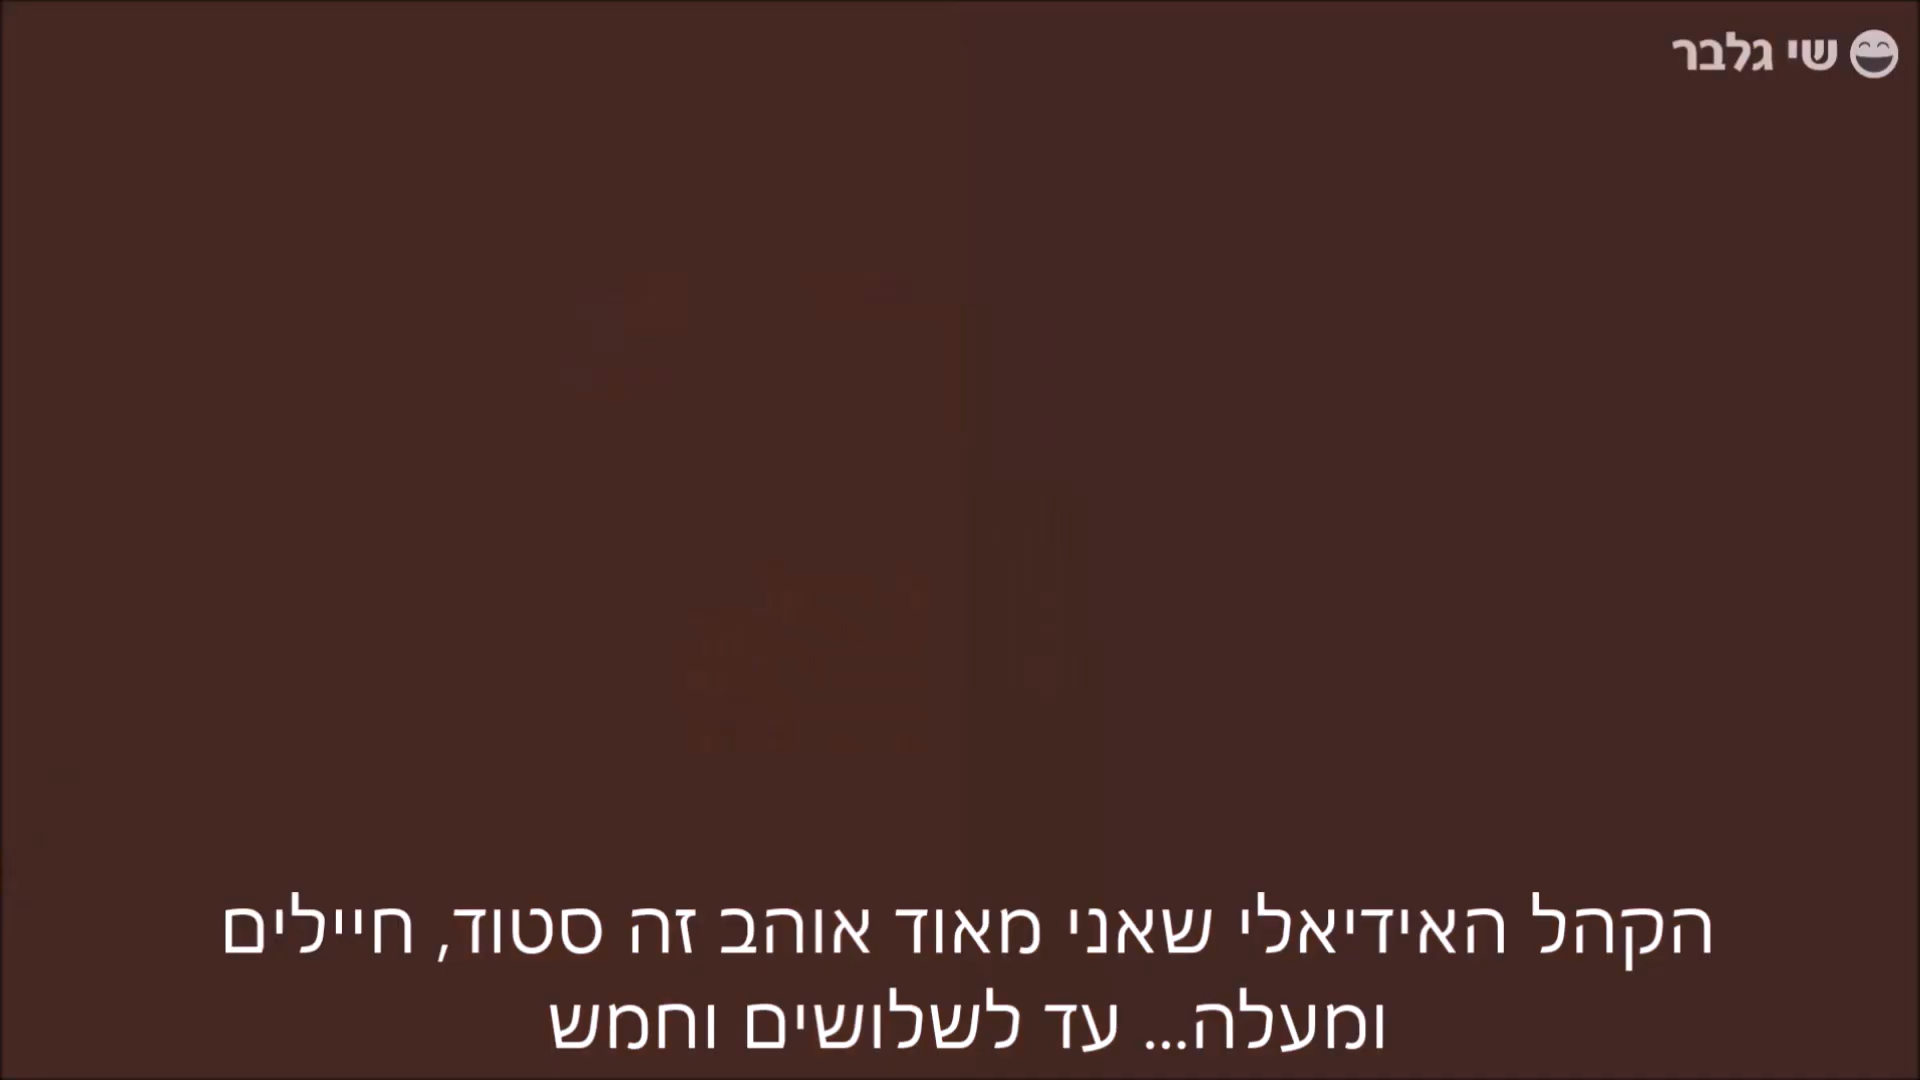 שי גלבר
הקהל האידיאלי שאני מאוד אוהב זה סטוד, חיילים
ומעלה... עד לשלושים וחמש